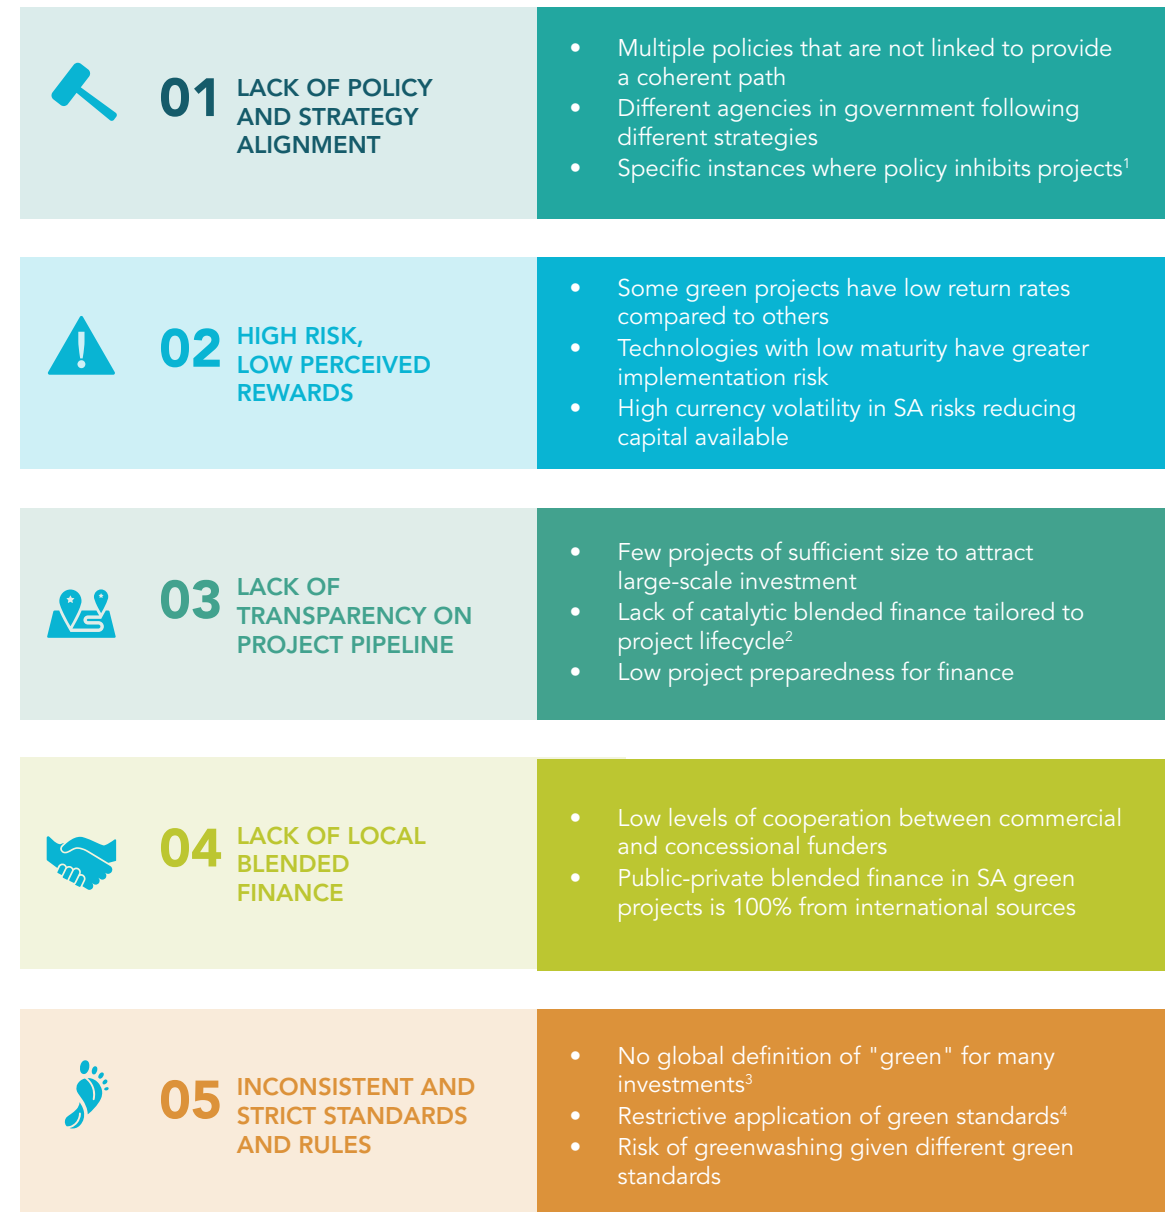 01
LACK OF POLICY
AND STRATEGY
ALIGNMENT
• Multiple policies that are not linked to provide
a coherent path
• Different agencies in government following
different strategies
• Specific instances where policy inhibits projects¹
02
HIGH RISK,
LOW PERCEIVED
REWARDS
• Some green projects have low return rates
compared to others
• Technologies with low maturity have greater
implementation risk
• High currency volatility in SA risks reducing
capital available
03
LACK OF
TRANSPARENCY ON
PROJECT PIPELINE
• Few projects of sufficient size to attract
large-scale investment
• Lack of catalytic blended finance tailored to
project lifecycle²
• Low project preparedness for finance
04
LACK OF LOCAL
BLENDED
FINANCE
• Low levels of cooperation between commercial
and concessional funders
• Public-private blended finance in SA green
projects is 100% from international sources
05
INCONSISTENT AND
STRICT STANDARDS
AND RULES
• No global definition of "green" for many
investments³
• Restrictive application of green standards⁴
• Risk of greenwashing given different green
standards